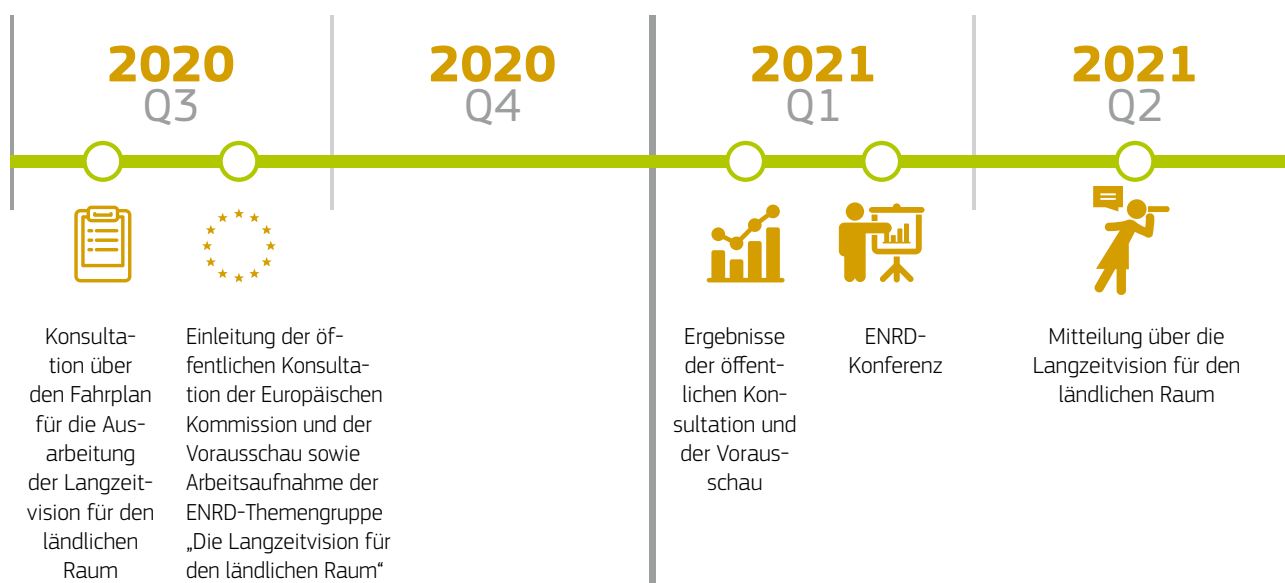 2020
Q3
2020
Q4
2021
Q1
2021
Q2
Konsulta-
tion über
den Fahrplan
für die Aus-
arbeitung
der Langzeit-
vision für den
ländlichen
Raum
Einleitung der öf-
fentlichen Konsulta-
tion der Europäischen
Kommission und der
Vorausschau sowie
Arbeitsaufnahme der
ENRD-Themengruppe
„Die Langzeitvision für
den ländlichen Raum“
Ergebnisse
der öffent-
lichen Kon-
sultation und
der Voraus-
schau
ENRD-
Konferenz
Mitteilung über die
Langzeitvision für den
ländlichen Raum